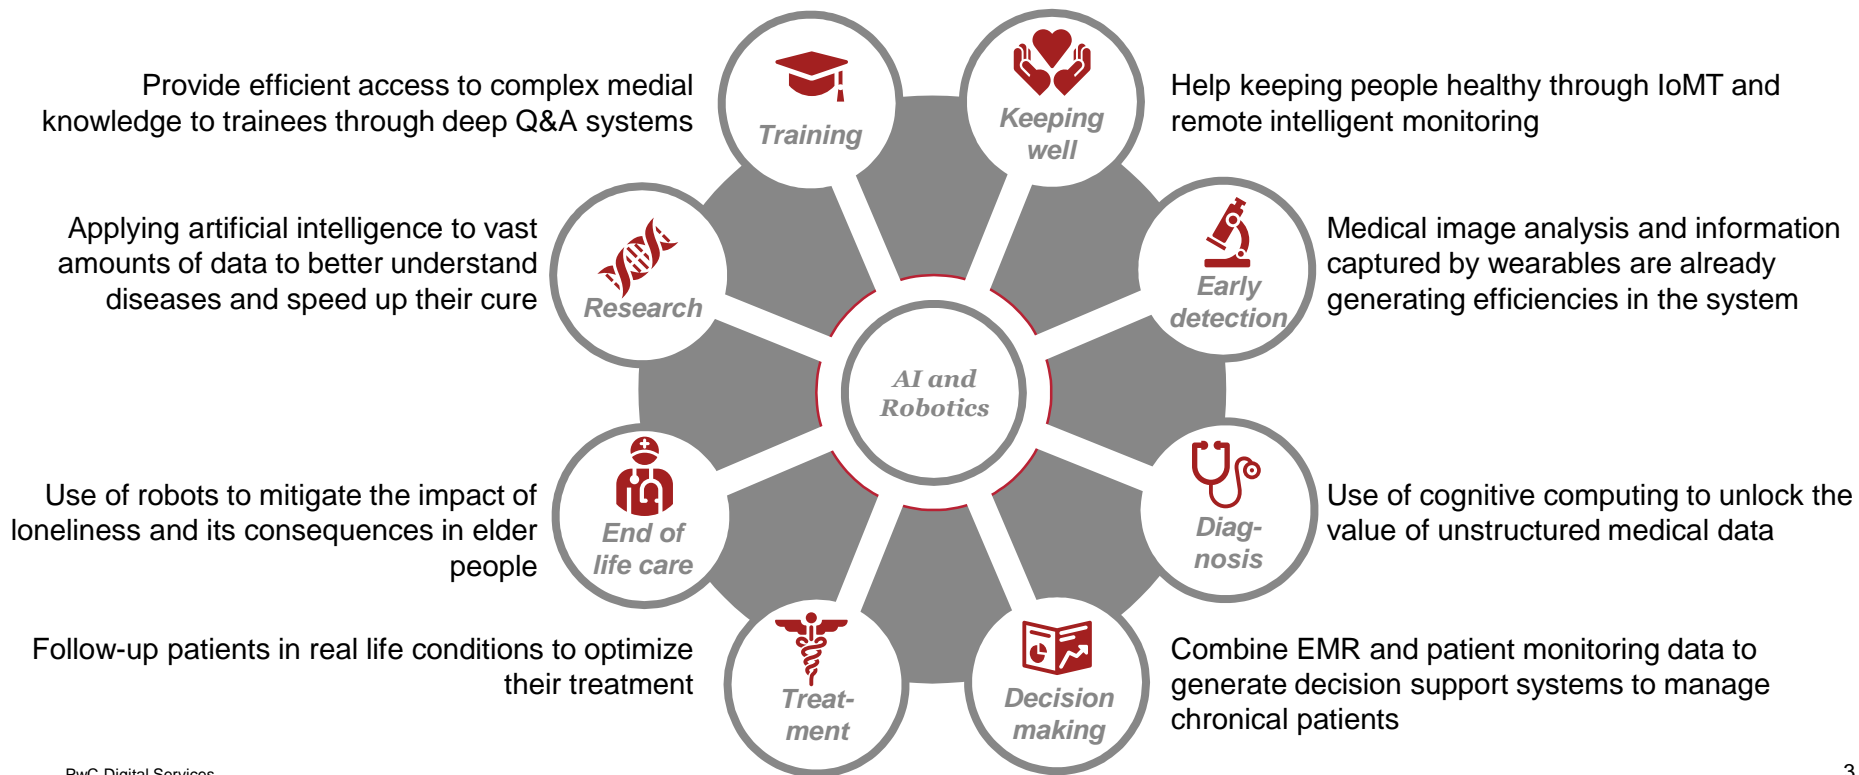 Provide efficient access to complex medial
knowledge to trainees through deep Q&A systems
Training
Keeping
well
Help keeping people healthy through IoMT and
remote intelligent monitoring
Applying artificial intelligence to vast
amounts of data to better understand
diseases and speed up their cure
Research
Early
detection
Medical image analysis and information
captured by wearables are already
generating efficiencies in the system
AI and
Robotics
Use of robots to mitigate the impact of
loneliness and its consequences in elder
people
End of
life care
Diag-
nosis
Use of cognitive computing to unlock the
value of unstructured medical data
Follow-up patients in real life conditions to optimize
their treatment
Treat-
ment
Decision
making
Combine EMR and patient monitoring data to
generate decision support systems to manage
chronical patients
PwC Digital Services
3